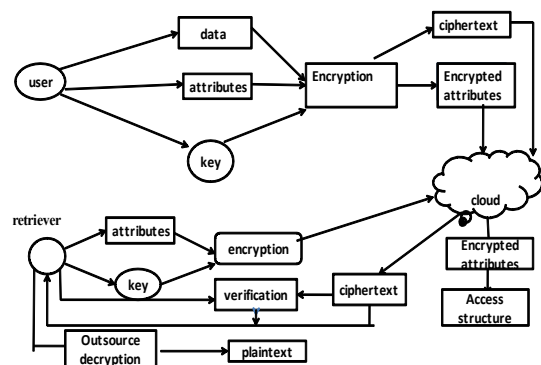 data
ciphertext
user
attributes
Encryption
Encrypted
attributes
key
cloud
retriever
attributes
encryption
key
verification
ciphertext
Encrypted
attributes
Access
structure
Outsource
decryption
plaintext